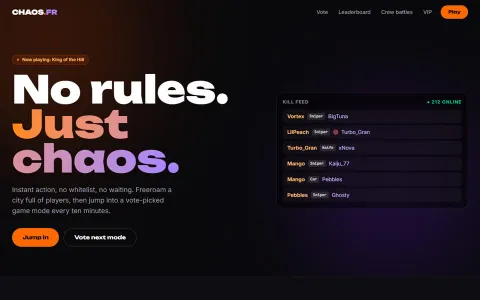 CHAOS.FR
Vote
Leaderboard
Crew battles
VIP
Play
Now playing: King of the Hill
No rules.
Just
chaos.
Instant action, no whitelist, no waiting. Freeroam a
city full of players, then jump into a vote-picked
game mode every ten minutes.
Jump in
Vote next mode
KILL FEED
212 ONLINE
Vortex Sniper BigTuna
LilPeach Sniper Turbo_Gran
Turbo_Gran Knife xNova
Mango Sniper Kaiju_77
Mango Car Pebbles
Pebbles Sniper Ghosty